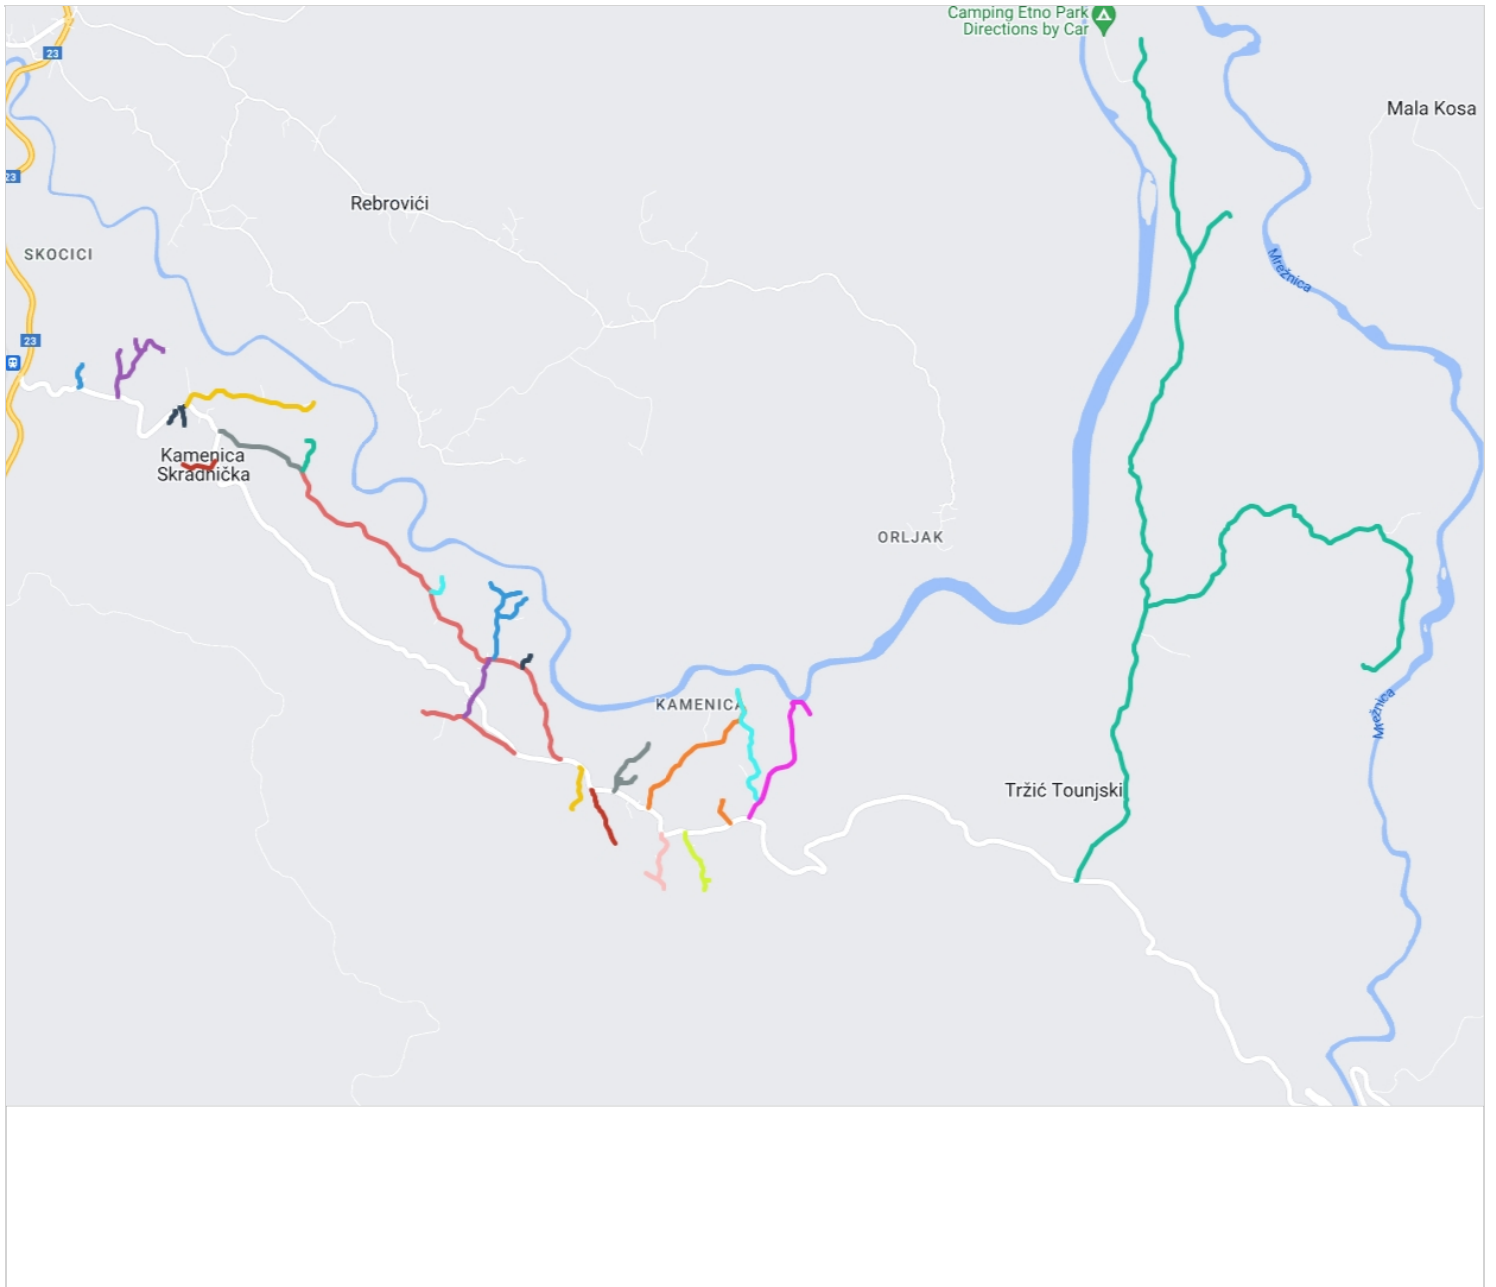 Camping Etno Park
Directions by Car
23
Mala Kosa
23
Rebrovići
SKOCICI
Mrežnica
23
Kamenica
Skradnička
ORLJAK
KAMENICA
Mrežnica
Tržić Tounjski